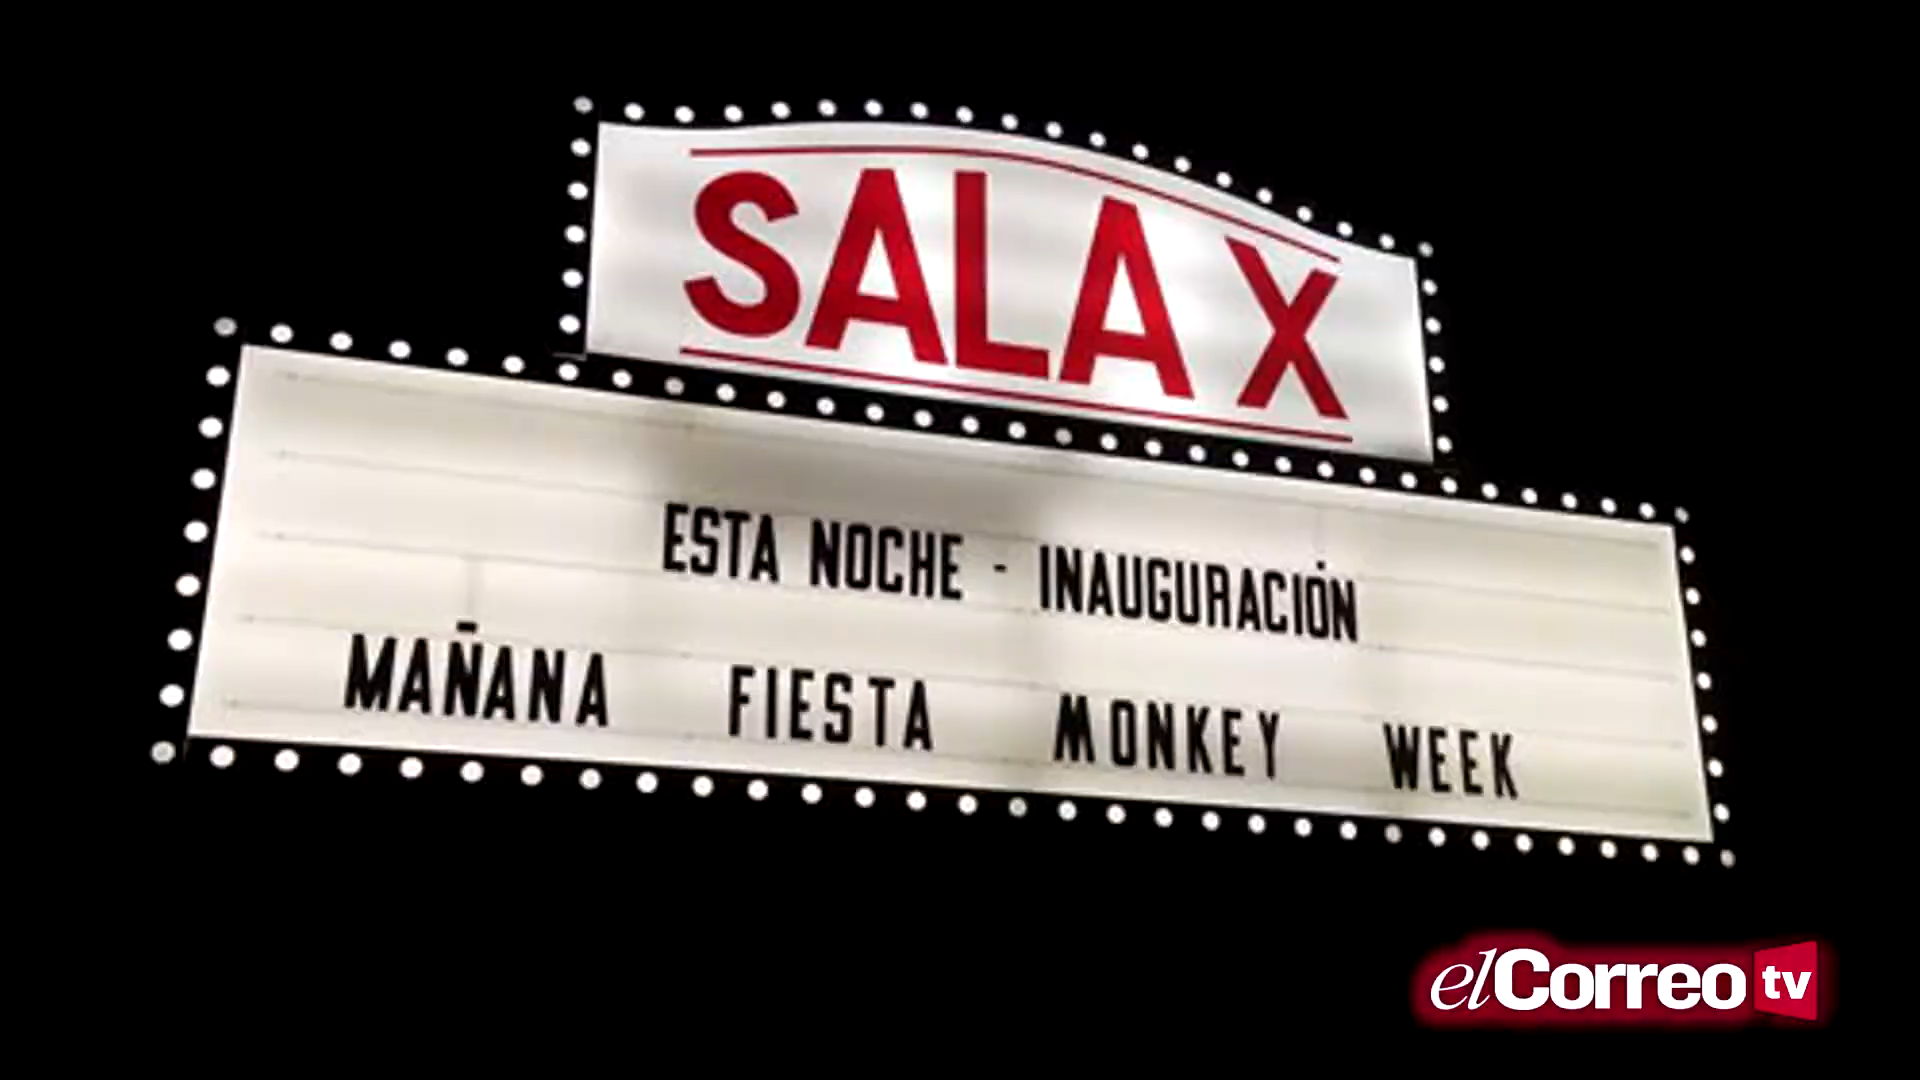 SALA X
ESTA NOCHE - INAUGURACIÓN
MAÑANA FIESTA MONKEY WEEK
elCorreo tv